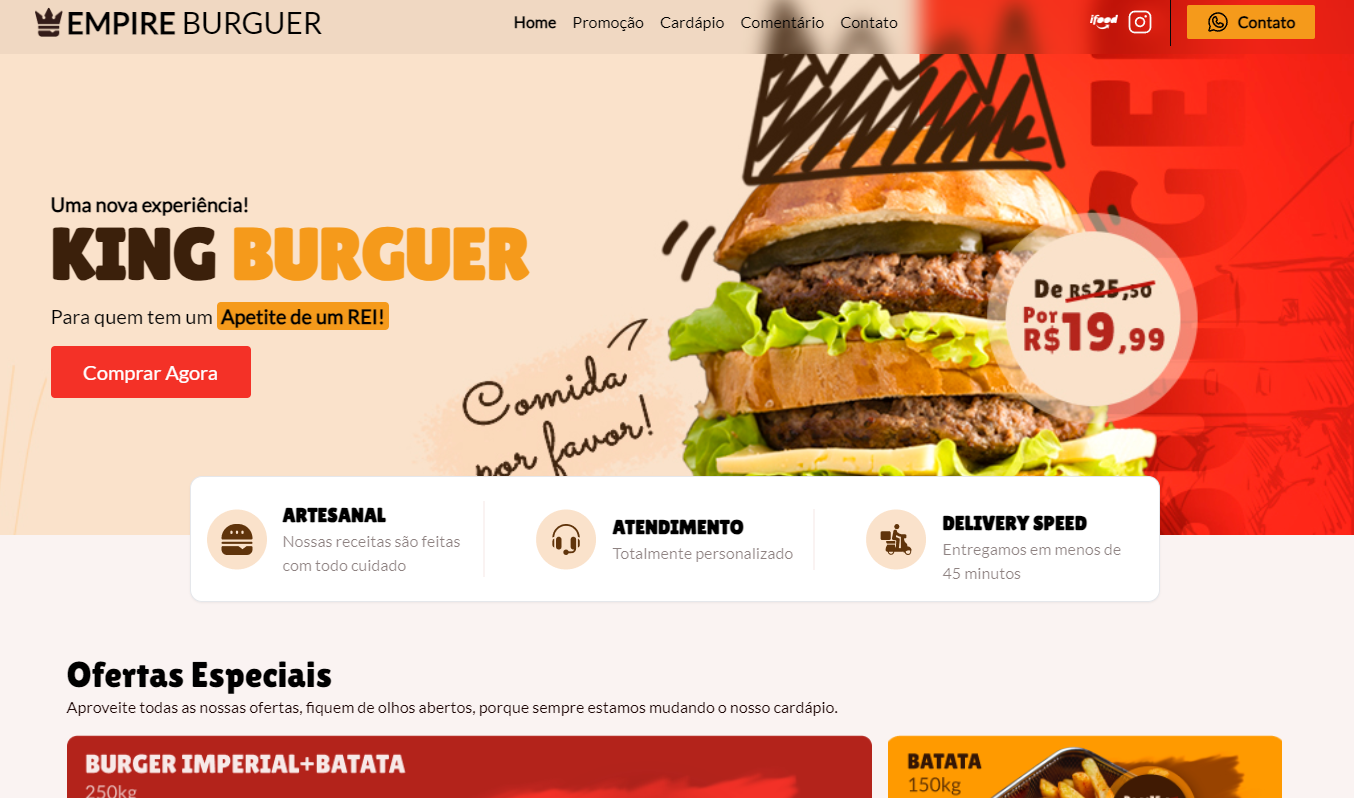 EMPIRE BURGUER
Home Promoção Cardápio Comentário Contato
ifood
Contato
Uma nova experiência!
KING BURGUER
Para quem tem um Apetite de um REI!
Comprar Agora
Comida
por favor!
De R$25,50
Por
R$19,99
ARTESANAL
Nossas receitas são feitas
com todo cuidado
ATENDIMENTO
Totalmente personalizado
DELIVERY SPEED
Entregamos em menos de
45 minutos
Ofertas Especiais
Aproveite todas as nossas ofertas, fiquem de olhos abertos, porque sempre estamos mudando o nosso cardápio.
BURGER IMPERIAL+BATATA
250kg
BATATA
150kg